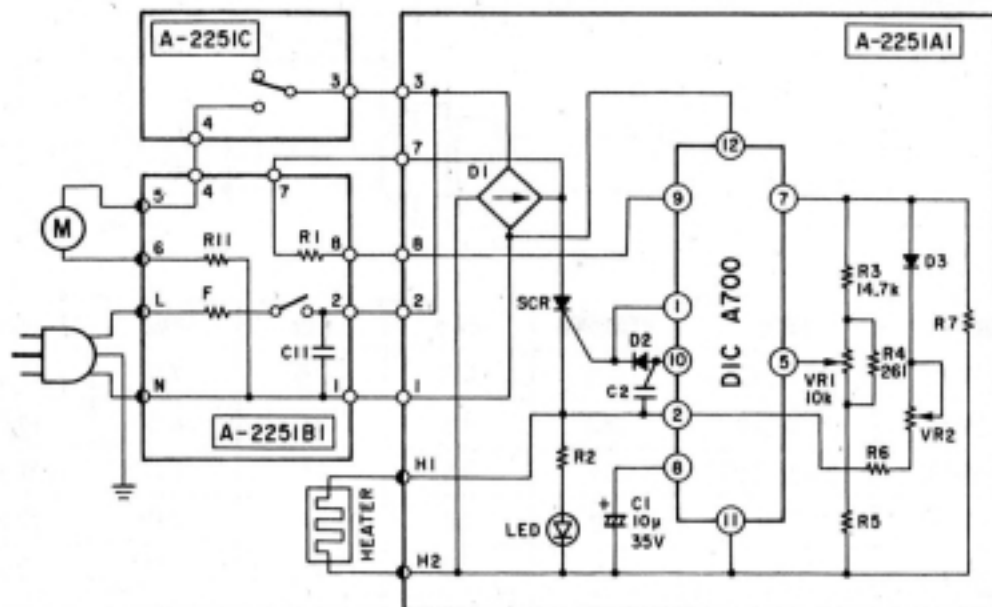 A-2251C
A-2251A1
3
3
4
12
7
D1
5
4
7
9
7
M
R11
R1
8
8
6
R3
14.7k
D3
L
F
2
2
SCR
1
R7
C11
D2
DIC A700
R4
261
10
5
VR1
10k
N
1
1
C2
2
VR2
A-2251B1
R2
R6
H1
8
HEATER
+
C1
10μ
35V
LED
11
R5
H2